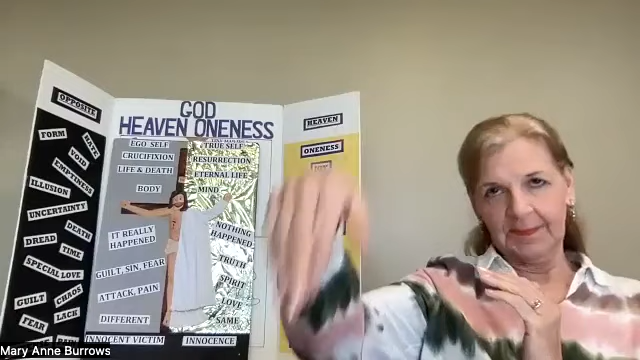 OPPOSITE
FORM
HATE
VOID
EMPTINESS
ILLUSION
UNCERTAINTY
DEATH
DREAD
TIME
SPECIAL LOVE
GUILT
CHAOS
LACK
FEAR
GOD
HEAVEN ONENESS
EGO SELF
CRUCIFIXION
LIFE & DEATH
BODY
IT REALLY
HAPPENED
GUILT, SIN, FEAR
ATTACK, PAIN
DIFFERENT
INNOCENT VICTIM
TRUE SELF
RESURRECTION
ETERNAL LIFE
MIND
NOTHING
HAPPENED
TRUTH
SPIRIT
LOVE
SAME
INNOCENCE
HEAVEN
ONENESS
Mary Anne Burrows